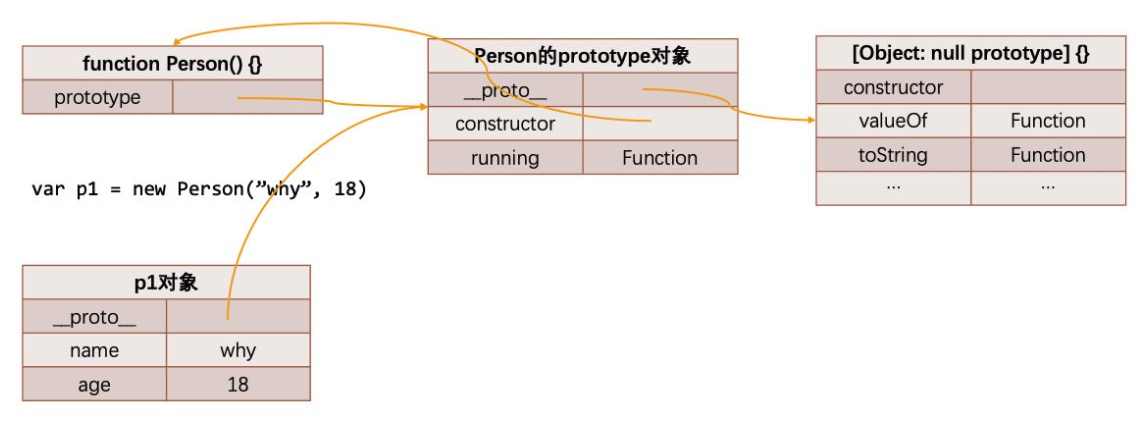 function Person() {}
prototype
Person的prototype对象
__proto__
constructor
running Function
[Object: null prototype] {}
constructor
valueOf Function
toString Function
... ...
var p1 = new Person(”why”, 18)
p1对象
__proto__
name why
age 18